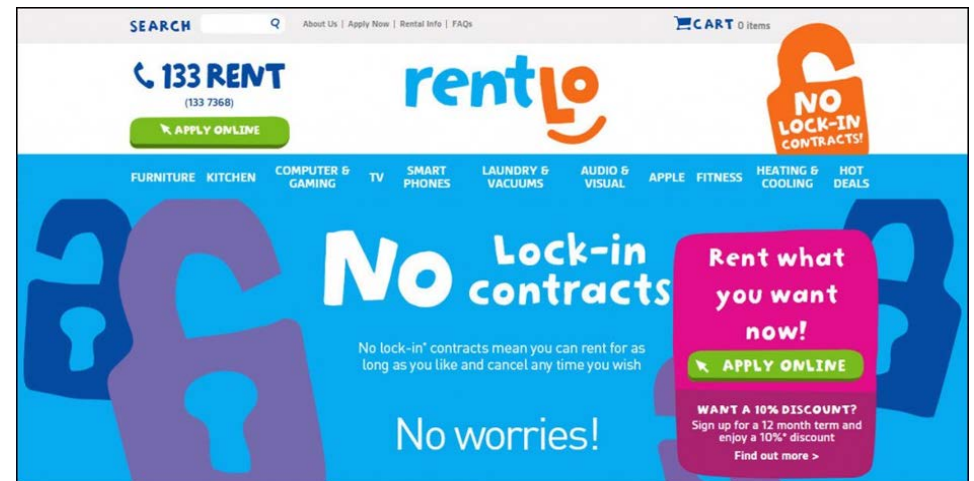 SEARCH
About Us | Apply Now | Rental Info | FAQs
CART 0 items
133 RENT
(133 7368)
APPLY ONLINE
rentLo
NO
LOCK-IN
CONTRACTS!
FURNITURE
KITCHEN
COMPUTER &
GAMING
TV
SMART
PHONES
LAUNDRY &
VACUUMS
AUDIO &
VISUAL
APPLE
FITNESS
HEATING &
COOLING
HOT
DEALS
No Lock-in
contracts
No lock-in* contracts mean you can rent for as
long as you like and cancel any time you wish
No worries!
Rent what
you want
now!
APPLY ONLINE
WANT A 10% DISCOUNT?
Sign up for a 12 month term and
enjoy a 10%* discount
Find out more >